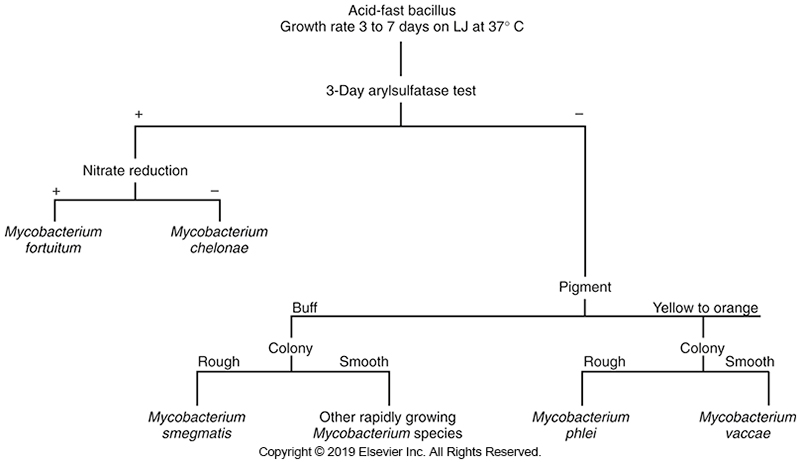 Acid-fast bacillus
Growth rate 3 to 7 days on LJ at 37° C
3-Day arylsulfatase test
+
–
Nitrate reduction
+
–
Mycobacterium
fortuitum
Mycobacterium
chelonae
Pigment
Buff
Yellow to orange
Colony
Rough
Smooth
Colony
Rough
Smooth
Mycobacterium
smegmatis
Other rapidly growing
Mycobacterium species
Mycobacterium
phlei
Mycobacterium
vaccae
Copyright © 2019 Elsevier Inc. All Rights Reserved.